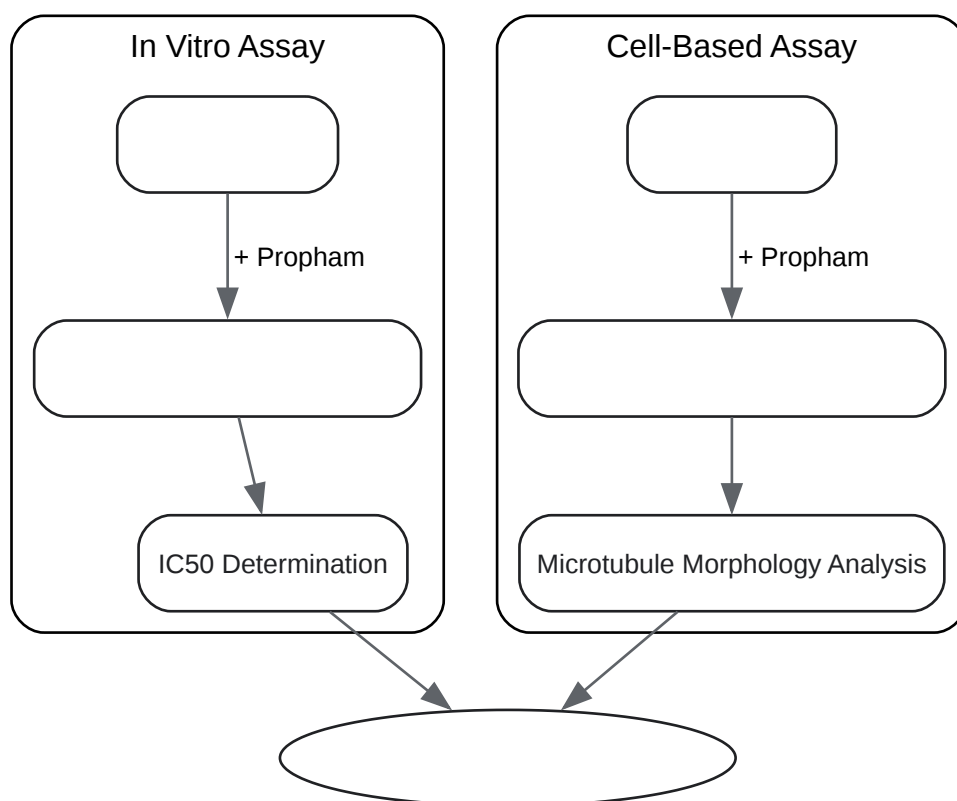 In Vitro Assay
Cell-Based Assay
+ Propham
+ Propham
IC50 Determination
Microtubule Morphology Analysis